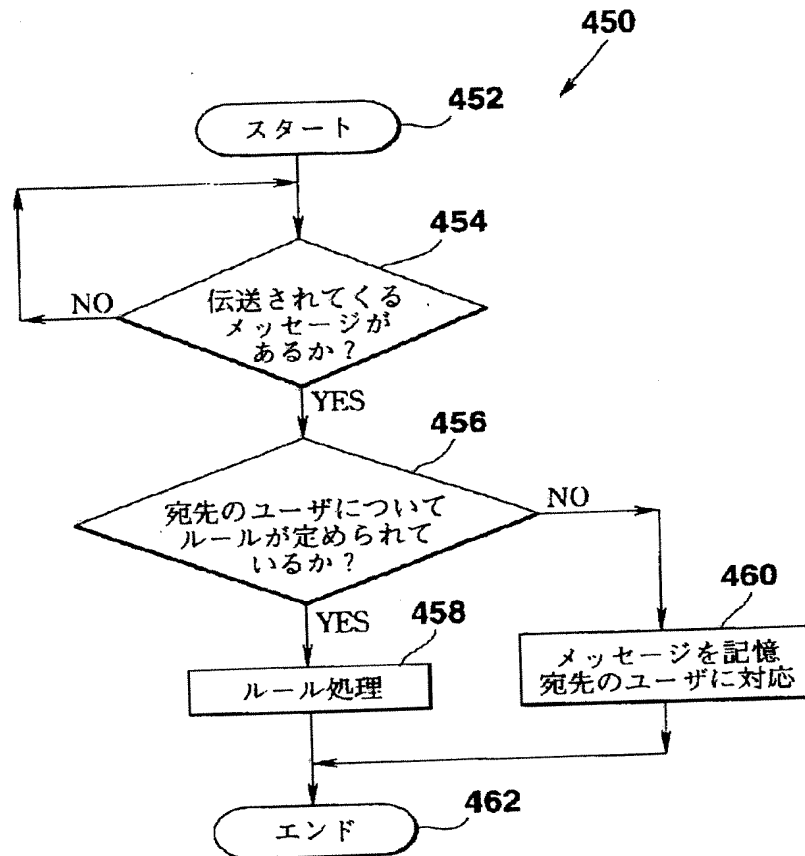 450
スタート
452
454
伝送されてくる
メッセージが
あるか？
NO
YES
456
宛先のユーザについて
ルールが定められて
いるか？
NO
YES
458
ルール処理
460
メッセージを記憶
宛先のユーザに対応
エンド
462